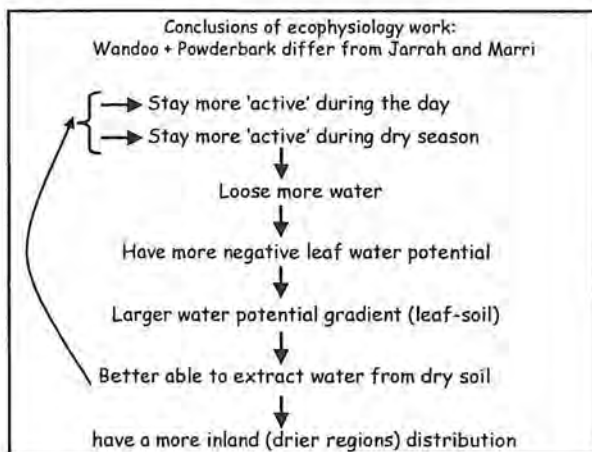 Conclusions of ecophysiology work:
Wandoo + Powderbark differ from Jarrah and Marri
Stay more 'active' during the day
Stay more 'active' during dry season
Loose more water
Have more negative leaf water potential
Larger water potential gradient (leaf-soil)
Better able to extract water from dry soil
have a more inland (drier regions) distribution